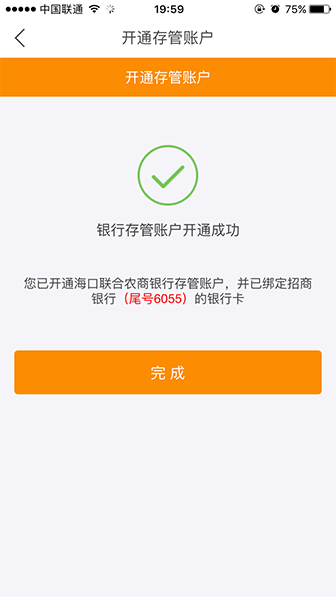 中国联通 19:59 75%
开通存管账户
开通存管账户
银行存管账户开通成功
您已开通海口联合农商银行存管账户，并已绑定招商
银行（尾号6055）的银行卡
完成